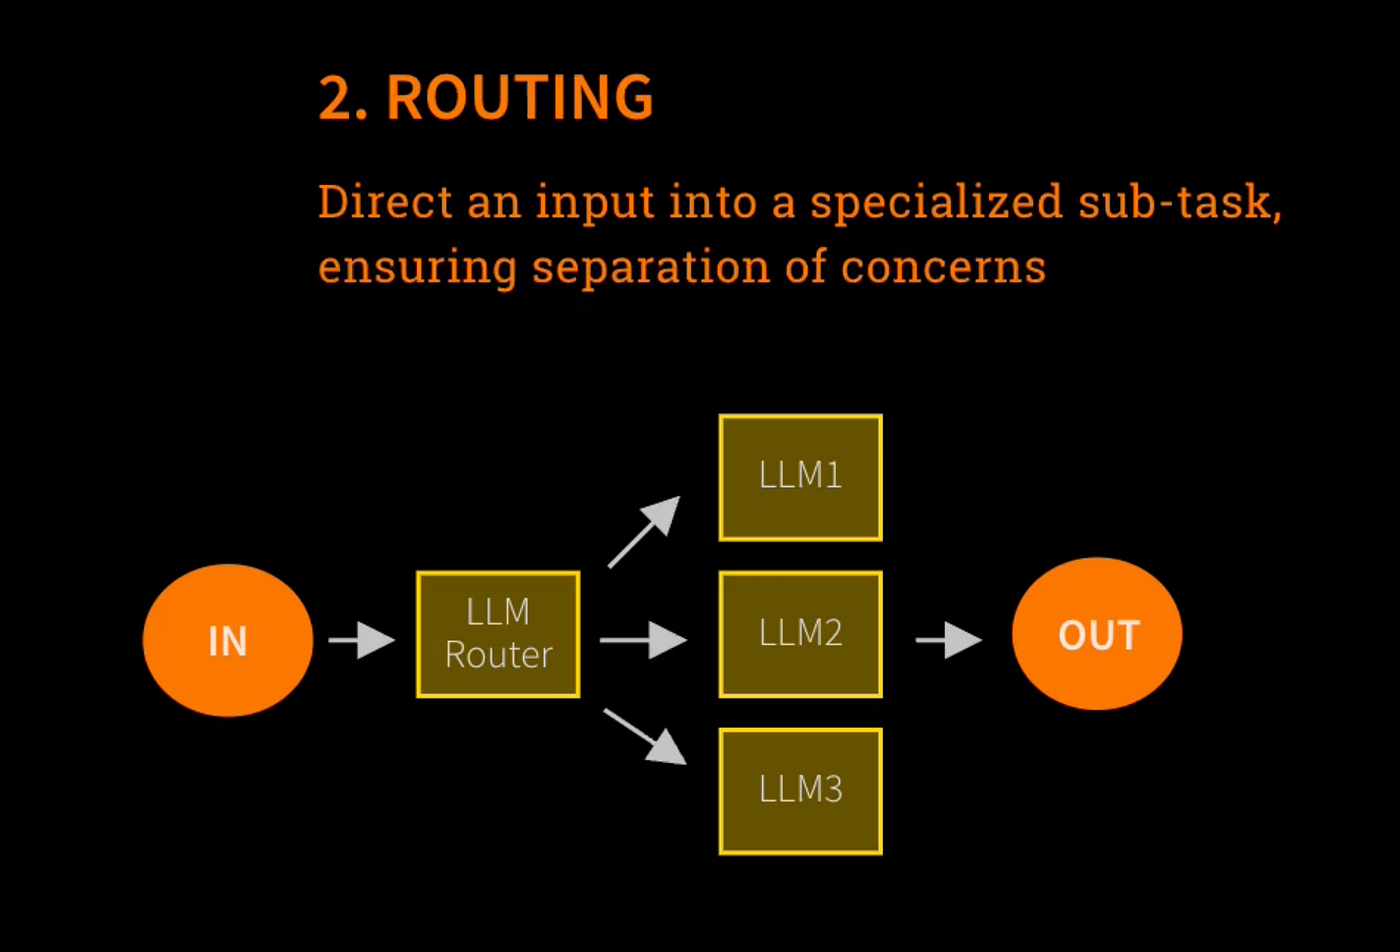 2. ROUTING
Direct an input into a specialized sub-task,
ensuring separation of concerns
LLM1
IN
LLM
Router
LLM2
OUT
LLM3